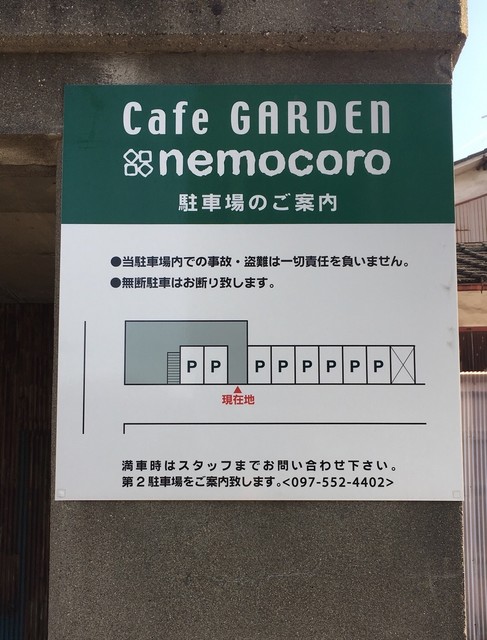 Cafe GARDEN
nemocoro
駐車場のご案内
●当駐車場内での事故・盗難は一切責任を負いません。
●無断駐車はお断り致します。
P P P P P P P P
現在地
満車時はスタッフまでお問い合わせ下さい。
第2駐車場をご案内致します。<097-552-4402>